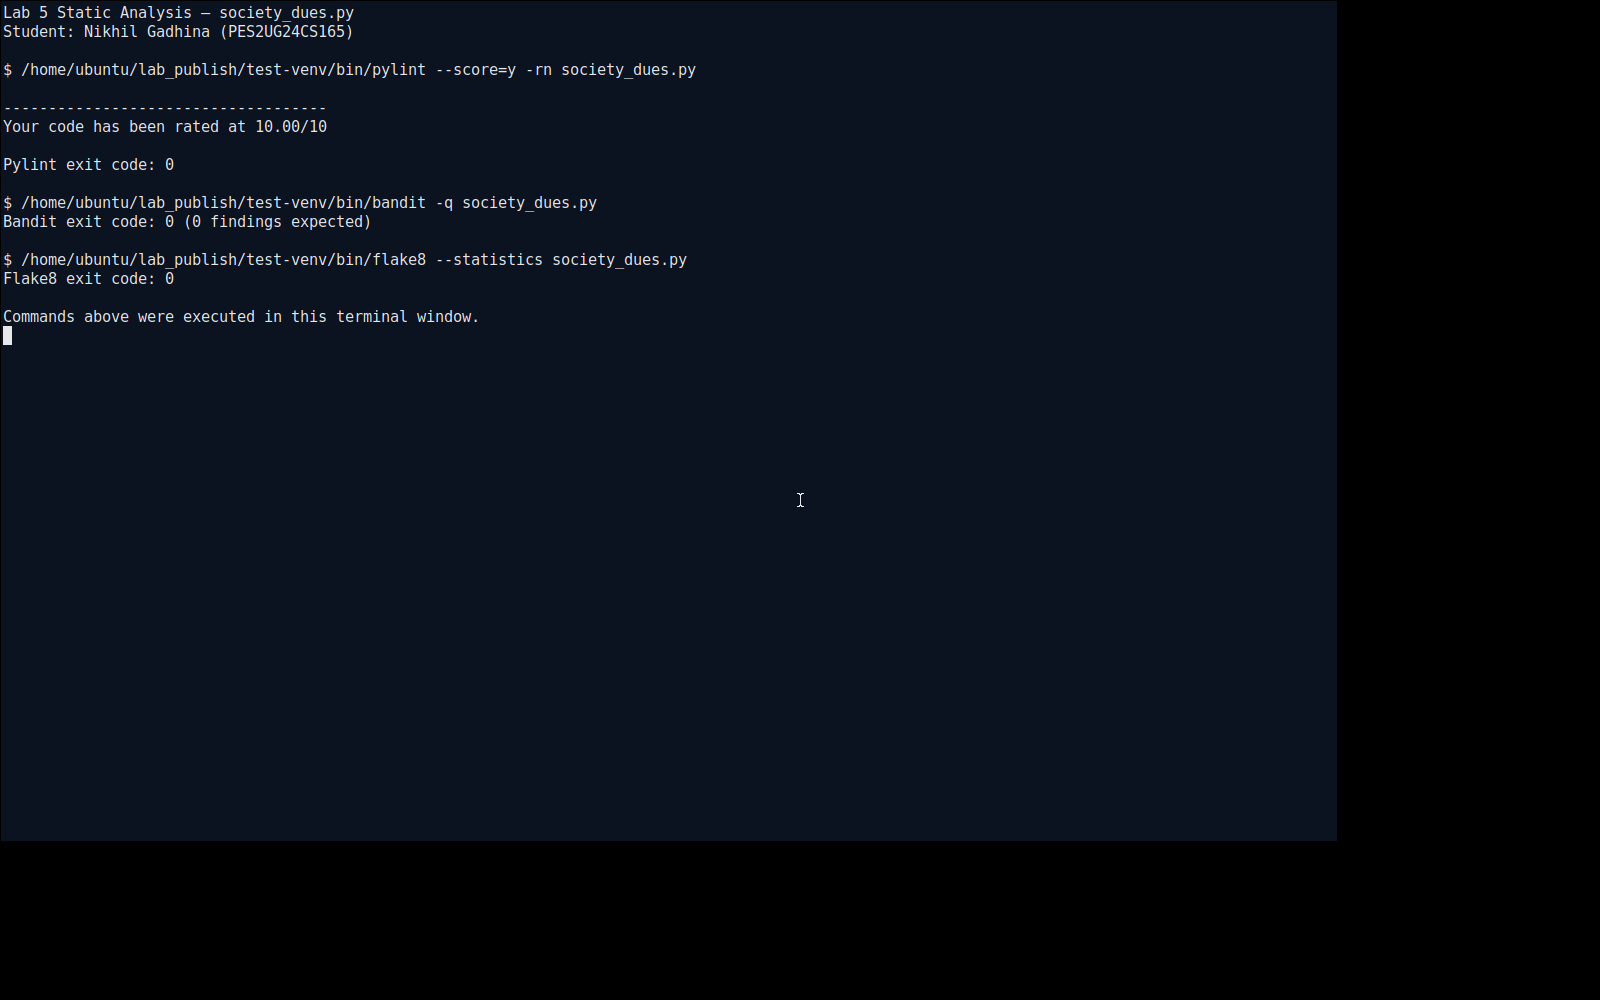 Lab 5 Static Analysis — society_dues.py
Student: Nikhil Gadhina (PES2UG24CS165)
$ /home/ubuntu/lab_publish/test-venv/bin/pylint --score=y -rn society_dues.py
------------------------------------
Your code has been rated at 10.00/10
Pylint exit code: 0
$ /home/ubuntu/lab_publish/test-venv/bin/bandit -q society_dues.py
Bandit exit code: 0 (0 findings expected)
$ /home/ubuntu/lab_publish/test-venv/bin/flake8 --statistics society_dues.py
Flake8 exit code: 0
Commands above were executed in this terminal window.